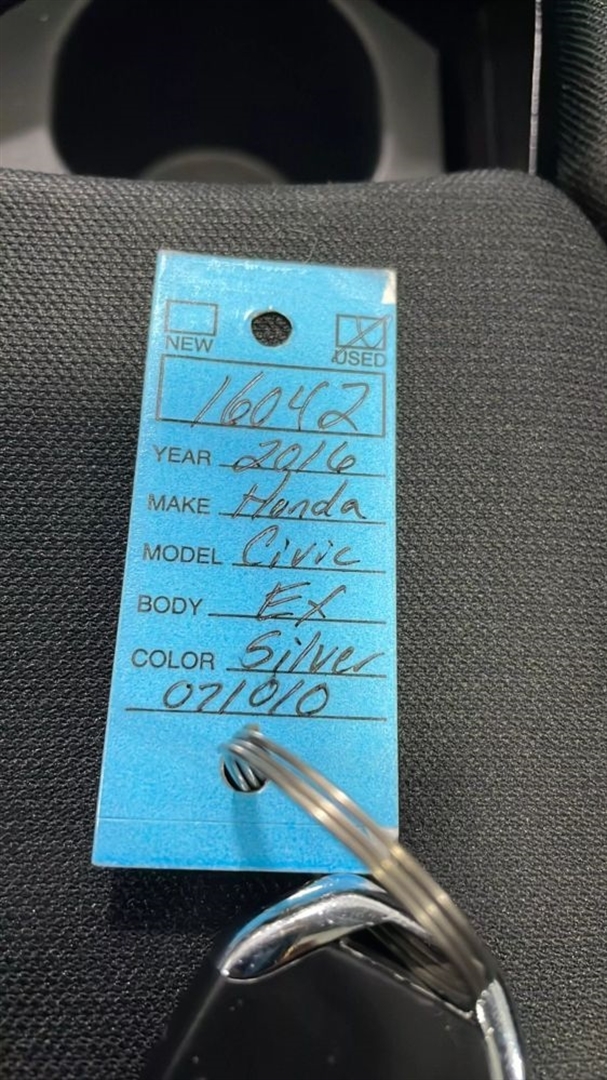 NEW USED
16042
YEAR 2016
MAKE Honda
MODEL Civic
BODY EX
COLOR Silver
071010